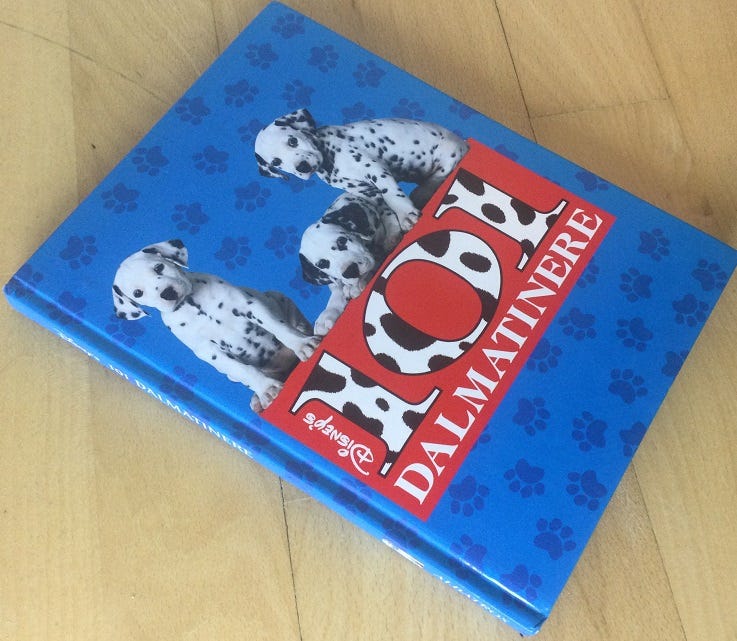 DISNEY'S
101
DALMATINERE
101 DALMATINERE